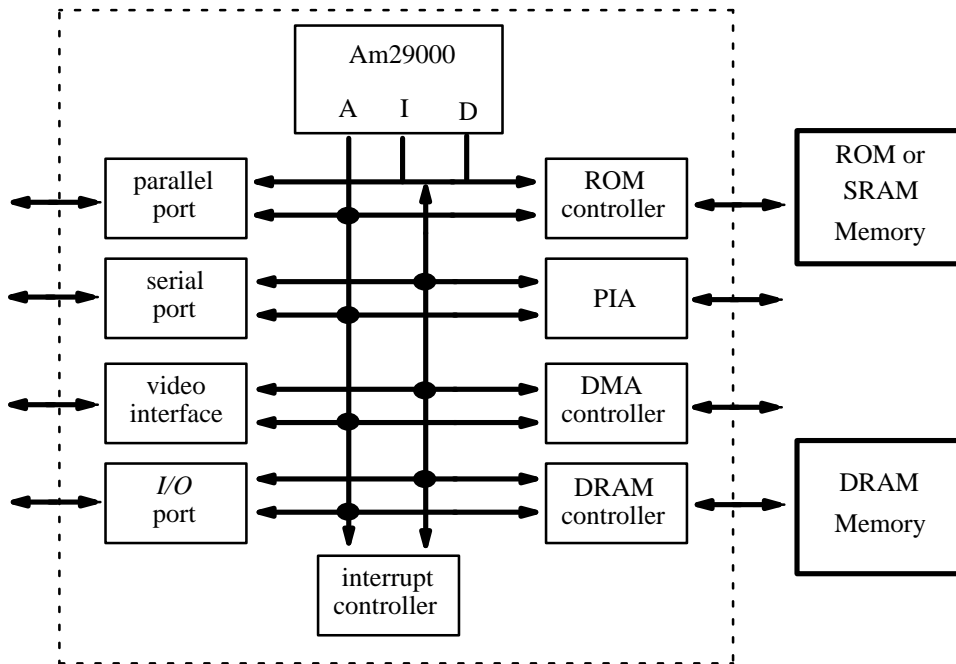 Am29000
A I D
parallel
port
ROM
controller
ROM or
SRAM
Memory
serial
port
PIA
video
interface
DMA
controller
I/O
port
DRAM
controller
DRAM
Memory
interrupt
controller